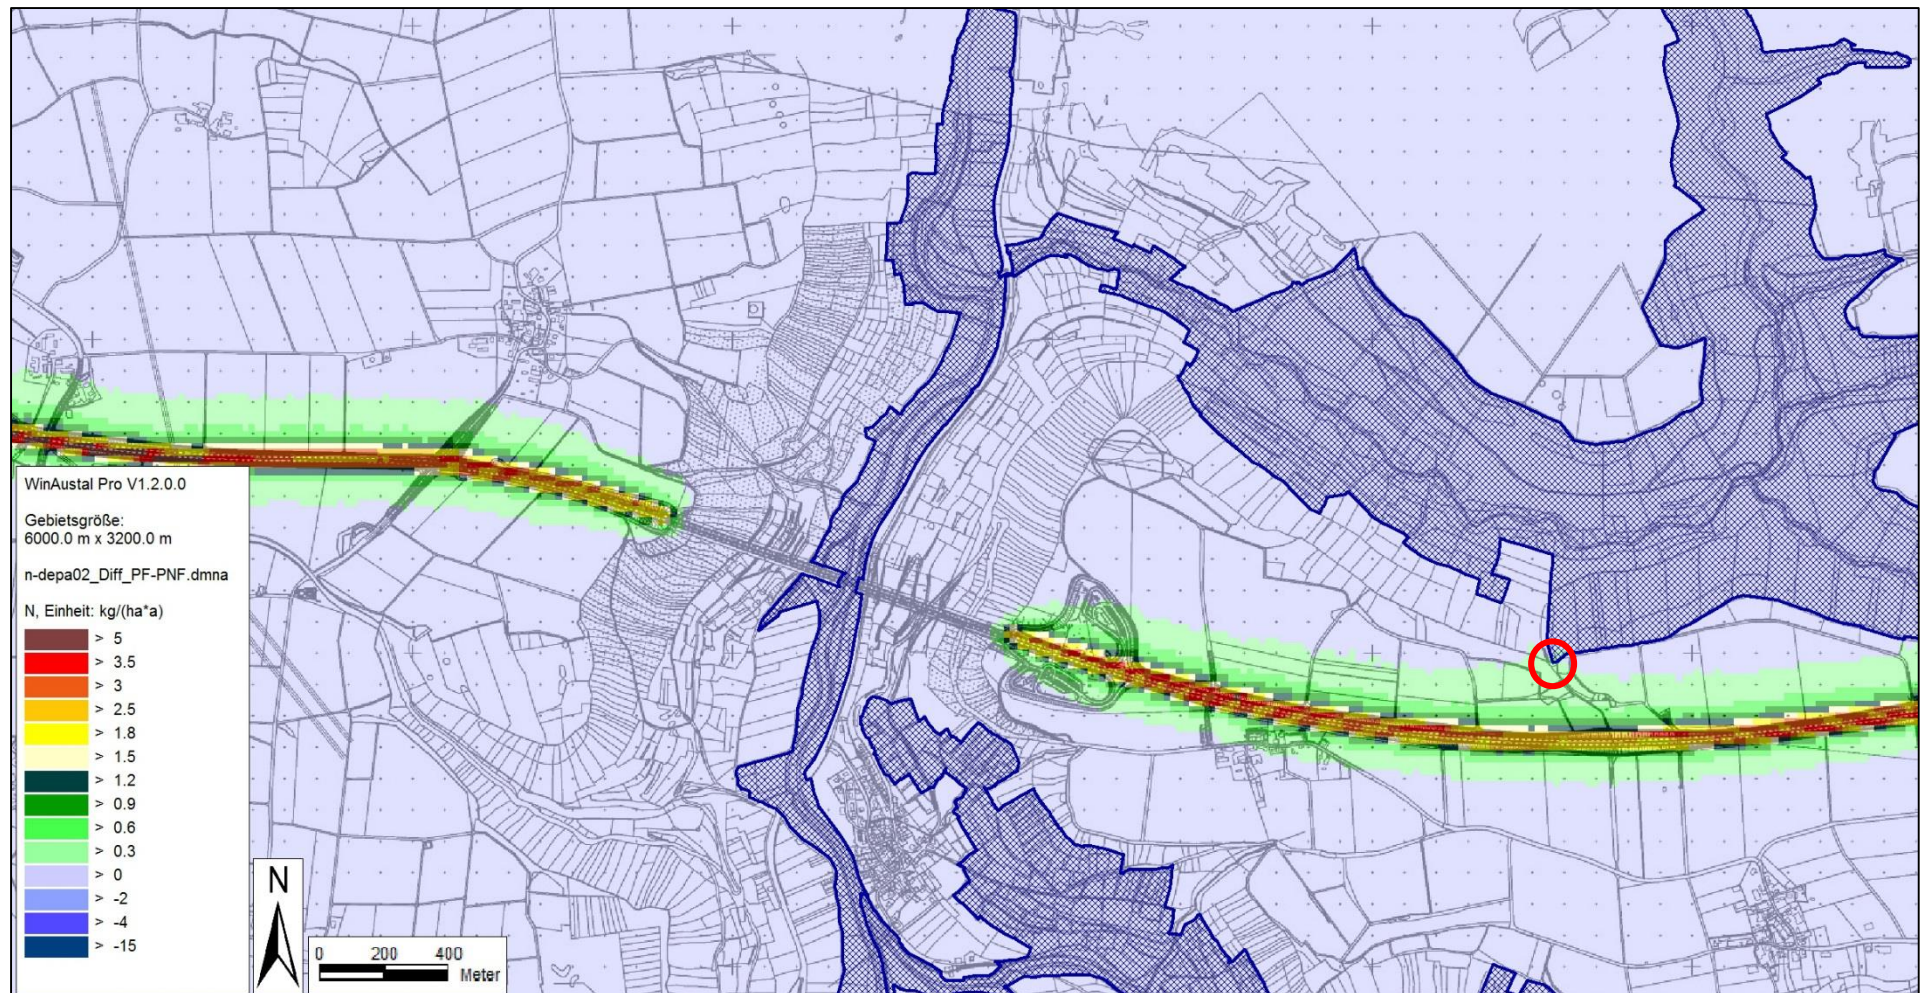 WinAustal Pro V1.2.0.0
Gebietsgröße:
6000.0 m x 3200.0 m
n-depa02_Diff_PF-PNF.dmna
N, Einheit: kg/(ha*a)
> 5
> 3.5
> 3
> 2.5
> 1.8
> 1.5
> 1.2
> 0.9
> 0.6
> 0.3
> 0
> -2
> -4
> -15
N
0 200 400
Meter